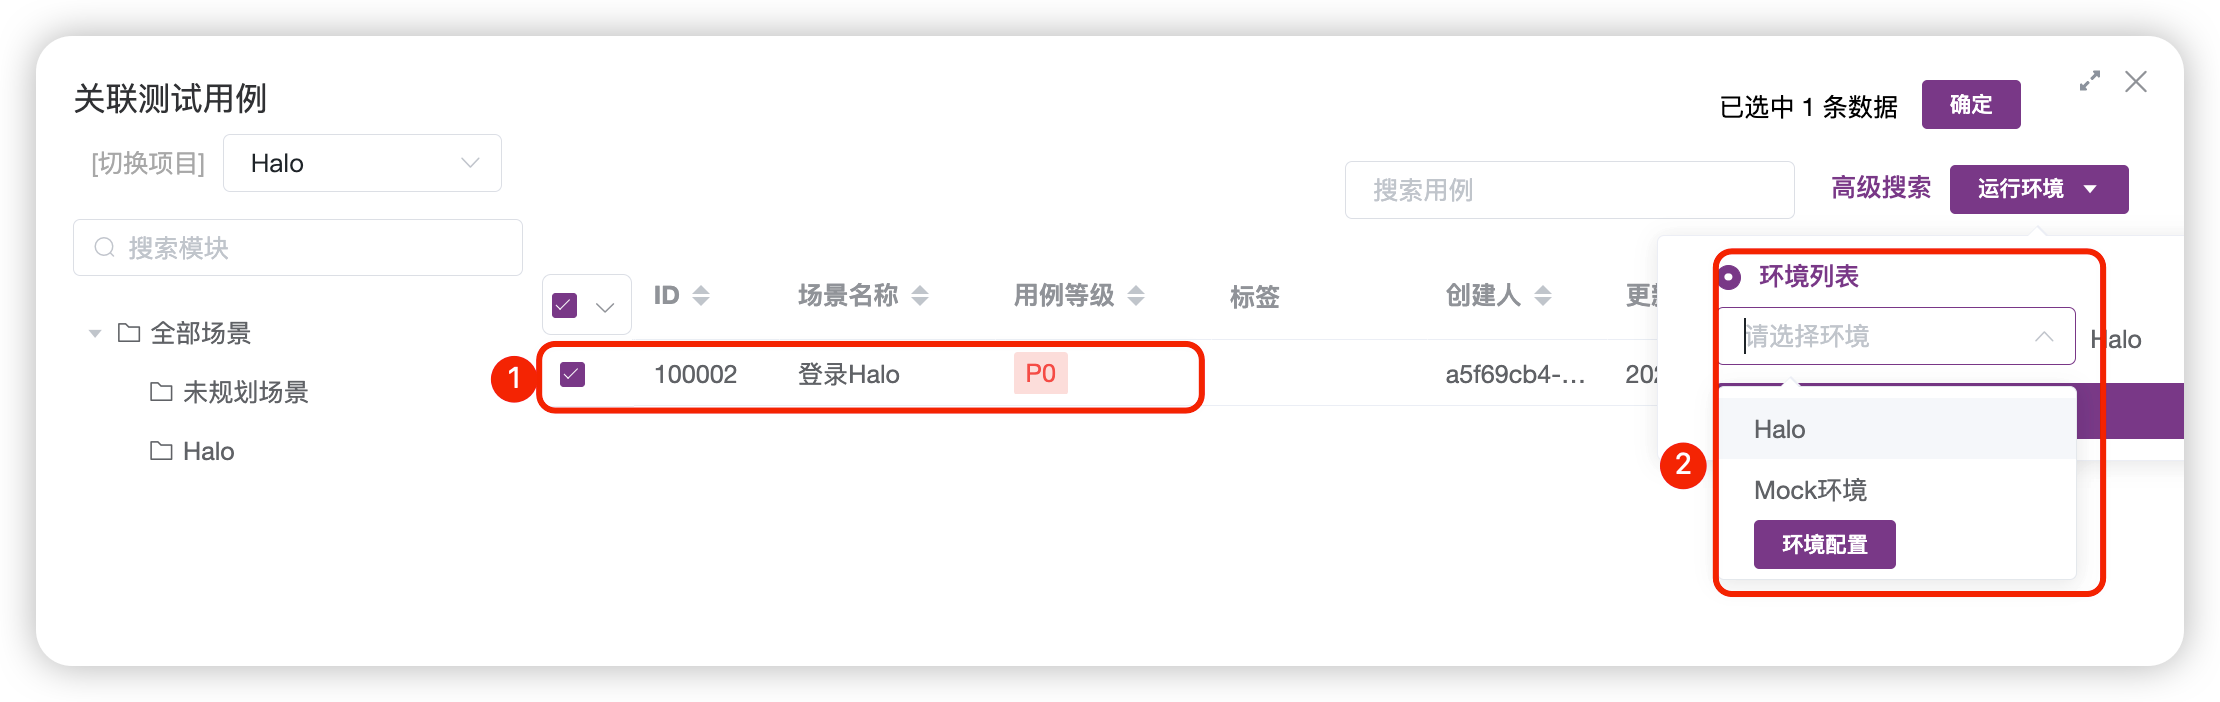 关联测试用例
已选中 1 条数据
确定
[切换项目]
Halo
搜索用例
高级搜索
运行环境
搜索模块
全部场景
未规划场景
Halo
ID
场景名称
用例等级
标签
创建人
1
100002
登录Halo
P0
a5f69cb4-...
环境列表
请选择环境
Halo
2
Halo
Mock环境
环境配置